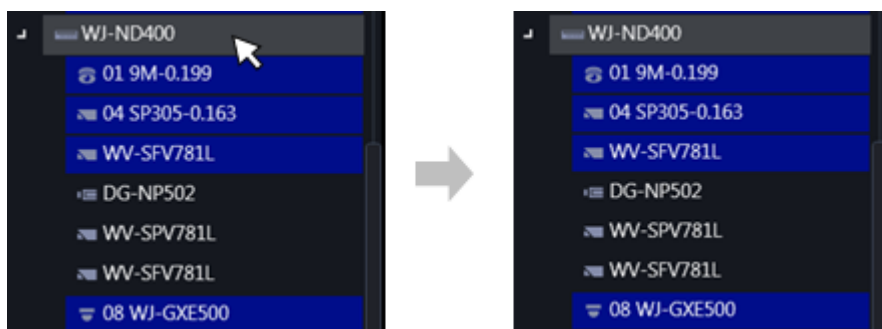 WJ-ND400
01 9M-0.199
04 SP305-0.163
WV-SFV781L
DG-NP502
WV-SPV781L
WV-SFV781L
08 WJ-GXE500
WJ-ND400
01 9M-0.199
04 SP305-0.163
WV-SFV781L
DG-NP502
WV-SPV781L
WV-SFV781L
08 WJ-GXE500